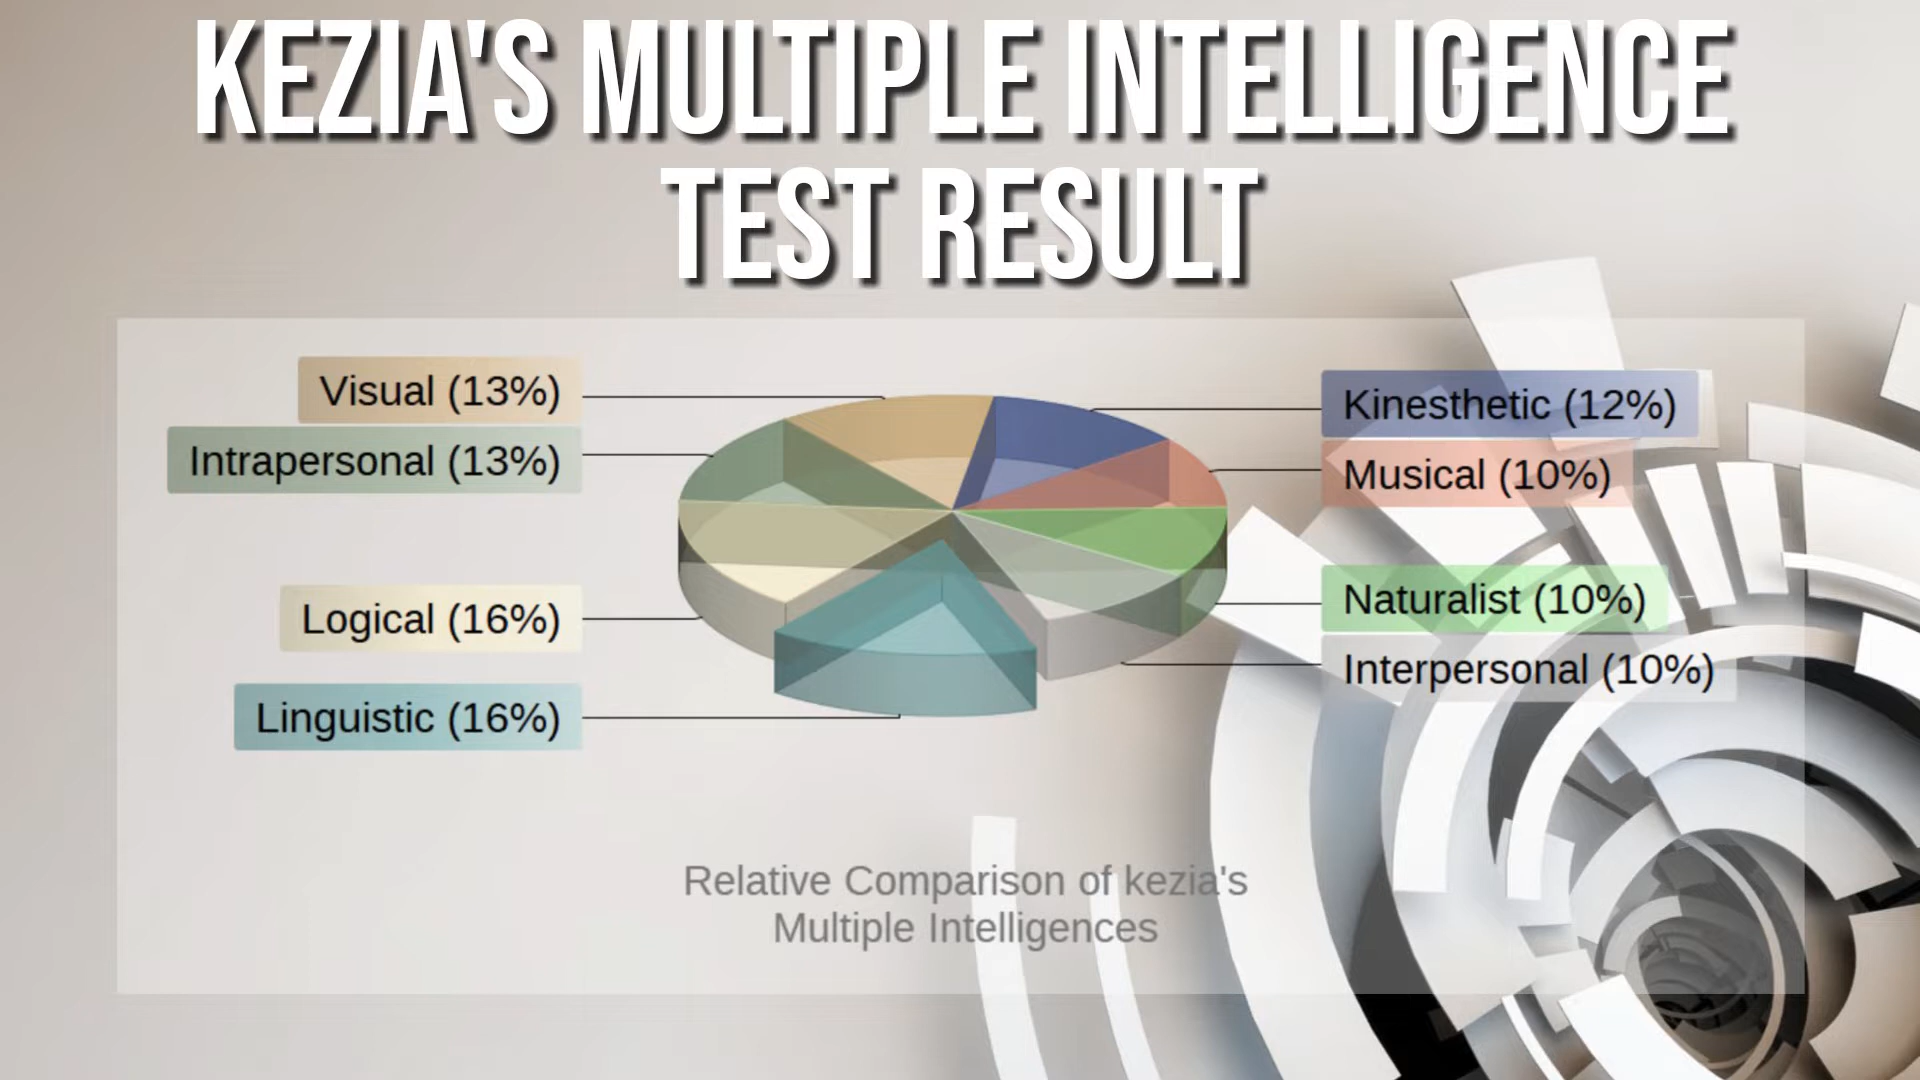 KEZIA'S MULTIPLE INTELLIGENCE
TEST RESULT
Visual (13%)
Intrapersonal (13%)
Logical (16%)
Linguistic (16%)
Kinesthetic (12%)
Musical (10%)
Naturalist (10%)
Interpersonal (10%)
Relative Comparison of kezia's
Multiple Intelligences